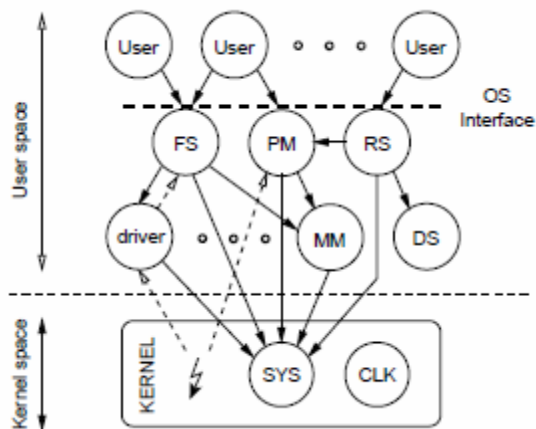 User
User
User
OS
Interface
User space
FS
PM
RS
driver
MM
DS
Kernel space
KERNEL
SYS
CLK